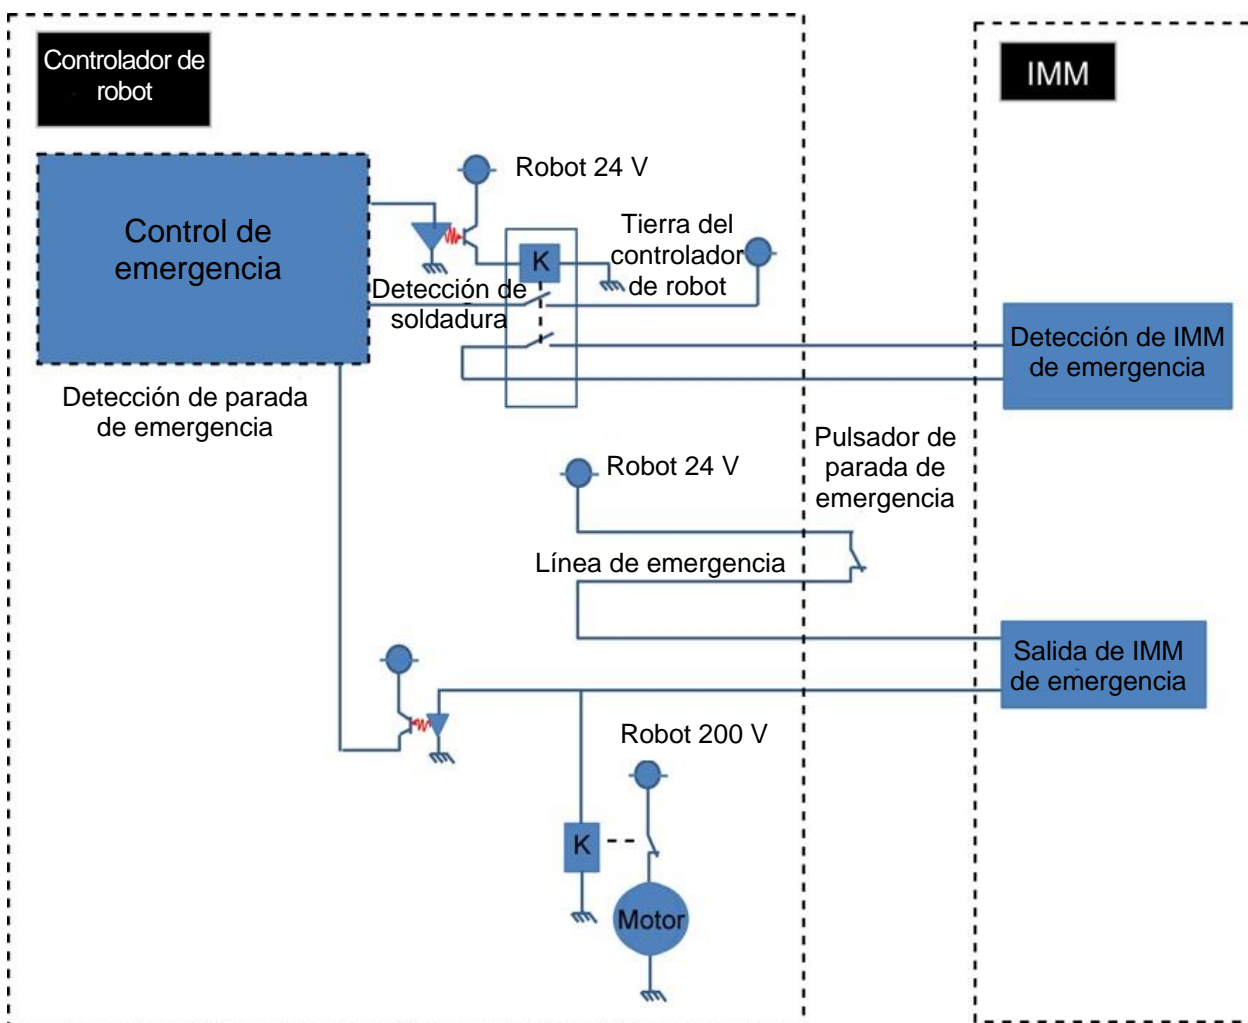 Controlador de
robot
IMM
Robot 24 V
Control de
emergencia
Tierra del
controlador
de robot
K
Detección de
soldadura
Detección de IMM
de emergencia
Detección de parada
de emergencia
Pulsador de
parada de
emergencia
Robot 24 V
Línea de emergencia
Salida de IMM
de emergencia
Robot 200 V
K
Motor